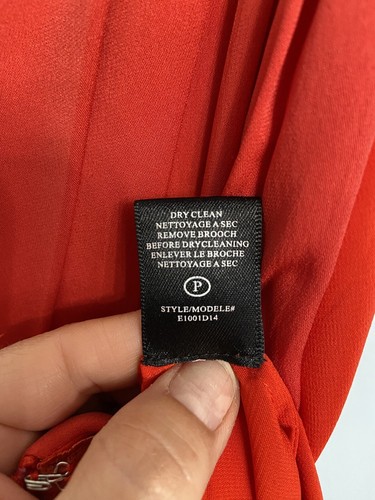 DRY CLEAN
NETTOYAGE A SEC
REMOVE BROOCH
BEFORE DRYCLEANING
ENLEVER LE BROCHE
NETTOYAGE A SEC
P
STYLE/MODELE#
E1001D14